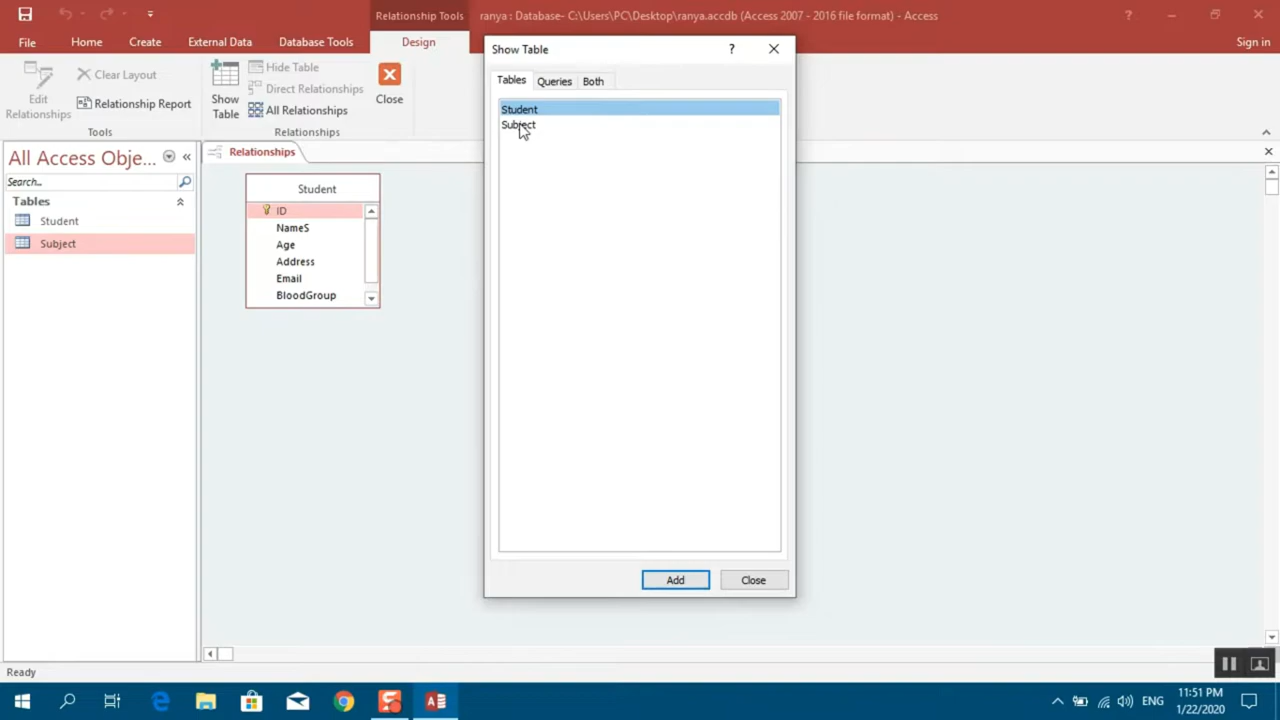 Relationship Tools
ranya : Database- C:\Users\PC\Desktop\ranya.accdb (Access 2007 - 2016 file format) - Access
?
File
Home
Create
External Data
Database Tools
Design
Sign in
Edit
Relationships
Clear Layout
Relationship Report
Tools
Show
Table
Hide Table
Direct Relationships
All Relationships
Relationships
Close
Show Table
?
Tables
Queries
Both
Student
Subject
Add
Close
All Access Obje...
Search...
Tables
Student
Subject
Relationships
Student
ID
NameS
Age
Address
Email
BloodGroup
Ready
ENG
11:51 PM
1/22/2020